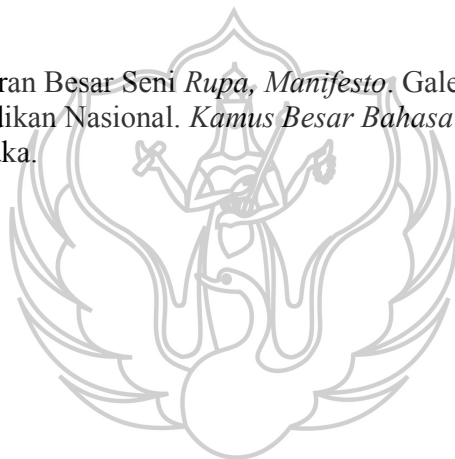 ran Besar Seni Rupa, Manifesto. Gale
likan Nasional. Kamus Besar Bahasa
ka.